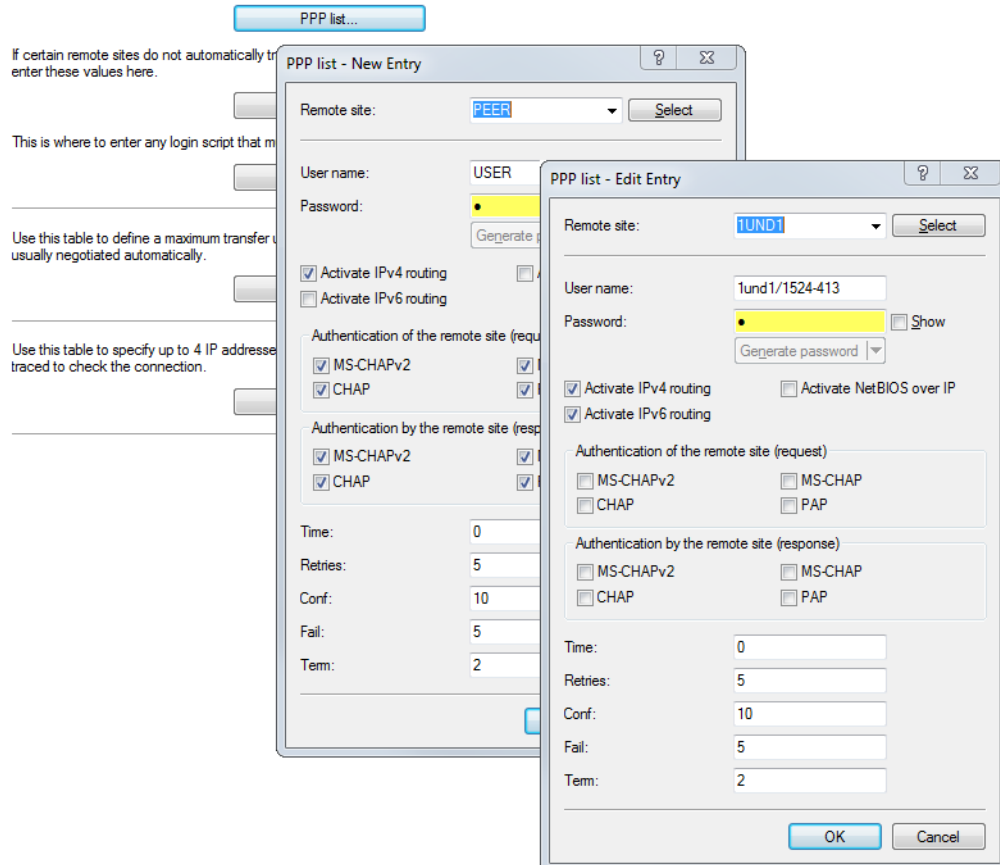 PPP list...
If certain remote sites do not automatically
enter these values here.
This is where to enter any login script that
Use this table to define a maximum transfer
usually negotiated automatically.
Use this table to specify up to 4 IP
traced to check the connection.
PPP list - New Entry
Remote site:
PEER
Select
User name:
USER
Password:
●
Activate IPv4 routing
Activate IPv6 routing
Authentication of the remote site
MS-CHAPv2
CHAP
Authentication by the remote site
MS-CHAPv2
CHAP
Time:
0
Retries:
5
Conf:
10
Fail:
5
Term:
2
PPP list - Edit Entry
Remote site:
1UND1
Select
User name:
1und1/1524-413
Password:
●
Show
Generate password
Activate IPv4 routing
Activate NetBIOS over IP
Activate IPv6 routing
Authentication of the remote site (request)
MS-CHAPv2
MS-CHAP
CHAP
PAP
Authentication by the remote site (response)
MS-CHAPv2
MS-CHAP
CHAP
PAP
Time:
0
Retries:
5
Conf:
10
Fail:
5
Term:
2
OK
Cancel